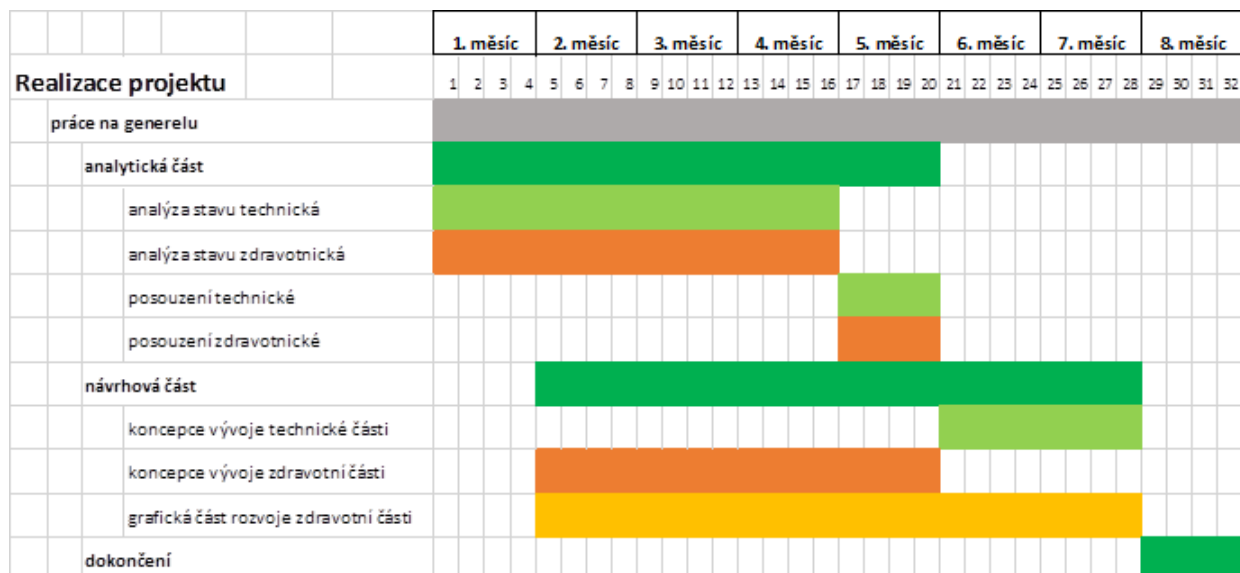 1. měsíc 2. měsíc 3. měsíc 4. měsíc 5. měsíc 6. měsíc 7. měsíc 8. měsíc
Realizace projektu 1 2 3 4 5 6 7 8 9 10 11 12 13 14 15 16 17 18 19 20 21 22 23 24 25 26 27 28 29 30 31 32
práce na generelu
analytická část
analýza stavu technická
analýza stavu zdravotnická
posouzení technické
posouzení zdravotnické
návrhová část
koncepce vývoje technické části
koncepce vývoje zdravotní části
grafická část rozvoje zdravotní části
dokončení